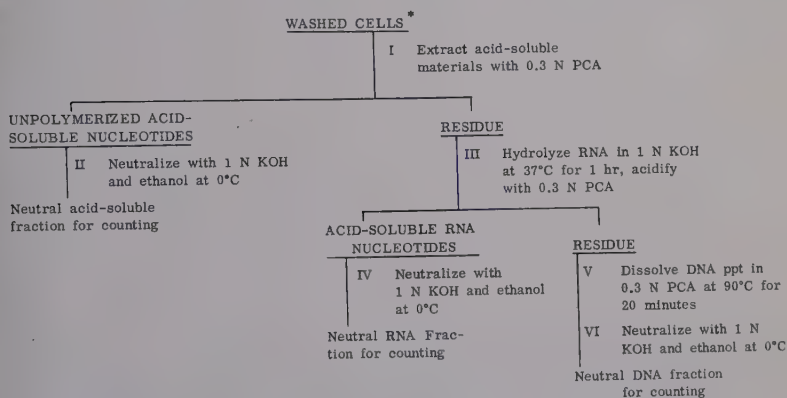 WASHED CELLS*
I Extract acid-soluble
materials with 0.3 N PCA
UNPOLYMERIZED ACID-
SOLUBLE NUCLEOTIDES
II Neutralize with 1 N KOH
and ethanol at 0°C
Neutral acid-soluble
fraction for counting
RESIDUE
III Hydrolyze RNA in 1 N KOH
at 37°C for 1 hr, acidify
with 0.3 N PCA
ACID-SOLUBLE RNA
NUCLEOTIDES
IV Neutralize with
1 N KOH and ethanol
at 0°C
Neutral RNA Frac-
tion for counting
RESIDUE
V Dissolve DNA ppt in
0.3 N PCA at 90°C for
20 minutes
VI Neutralize with 1 N
KOH and ethanol at 0°C
Neutral DNA fraction
for counting